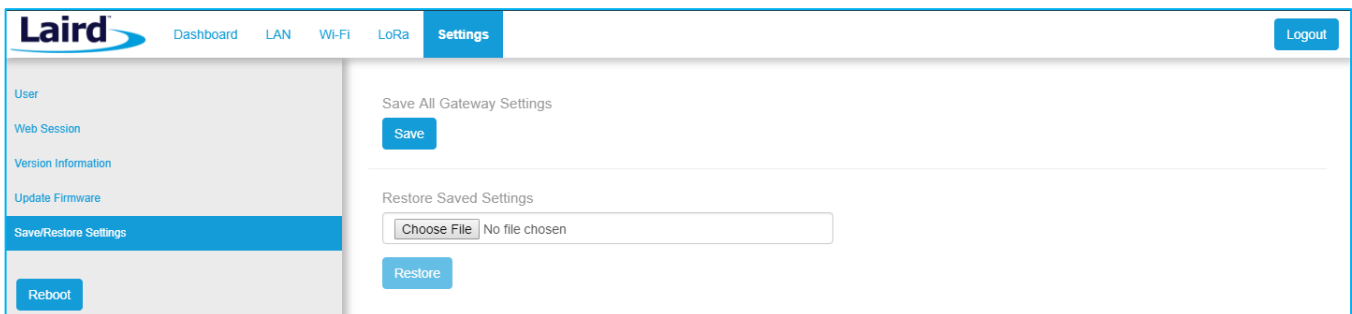 Laird Dashboard LAN Wi-Fi LoRa Settings Logout
User
Web Session
Version Information
Update Firmware
Save/Restore Settings
Reboot
Save All Gateway Settings
Save
Restore Saved Settings
Choose File No file chosen
Restore